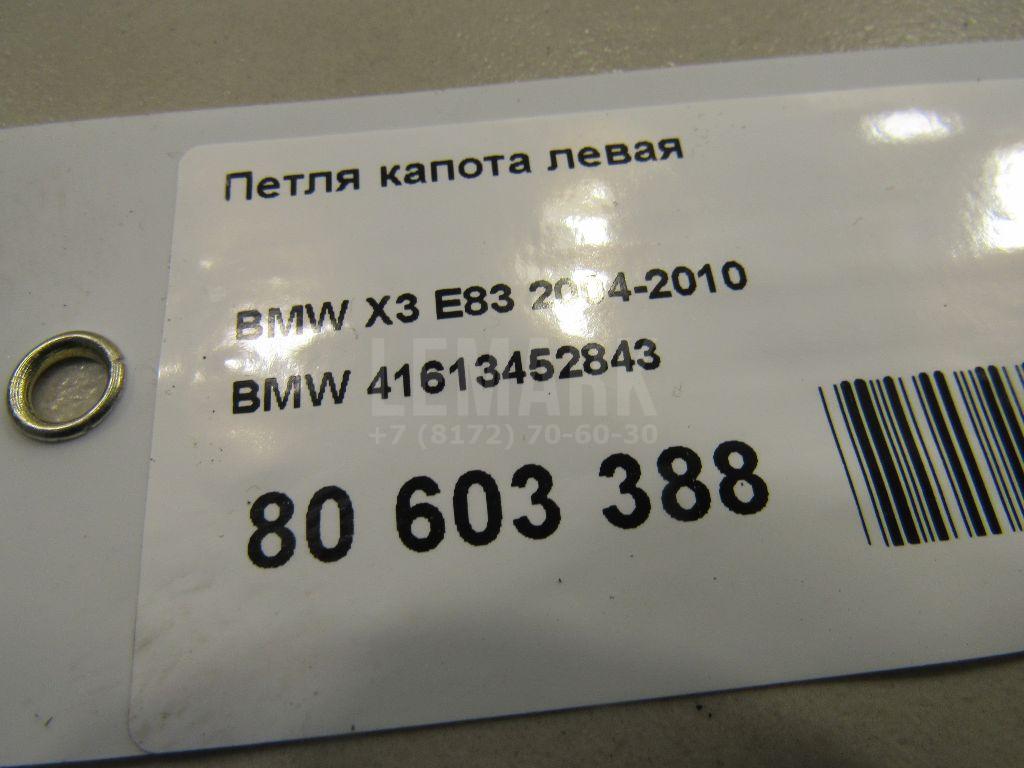 Петля капота левая
BMW X3 E83 2004-2010
BMW 41613452843
LEMARK
+7 (8172) 70-60-30
80 603 388